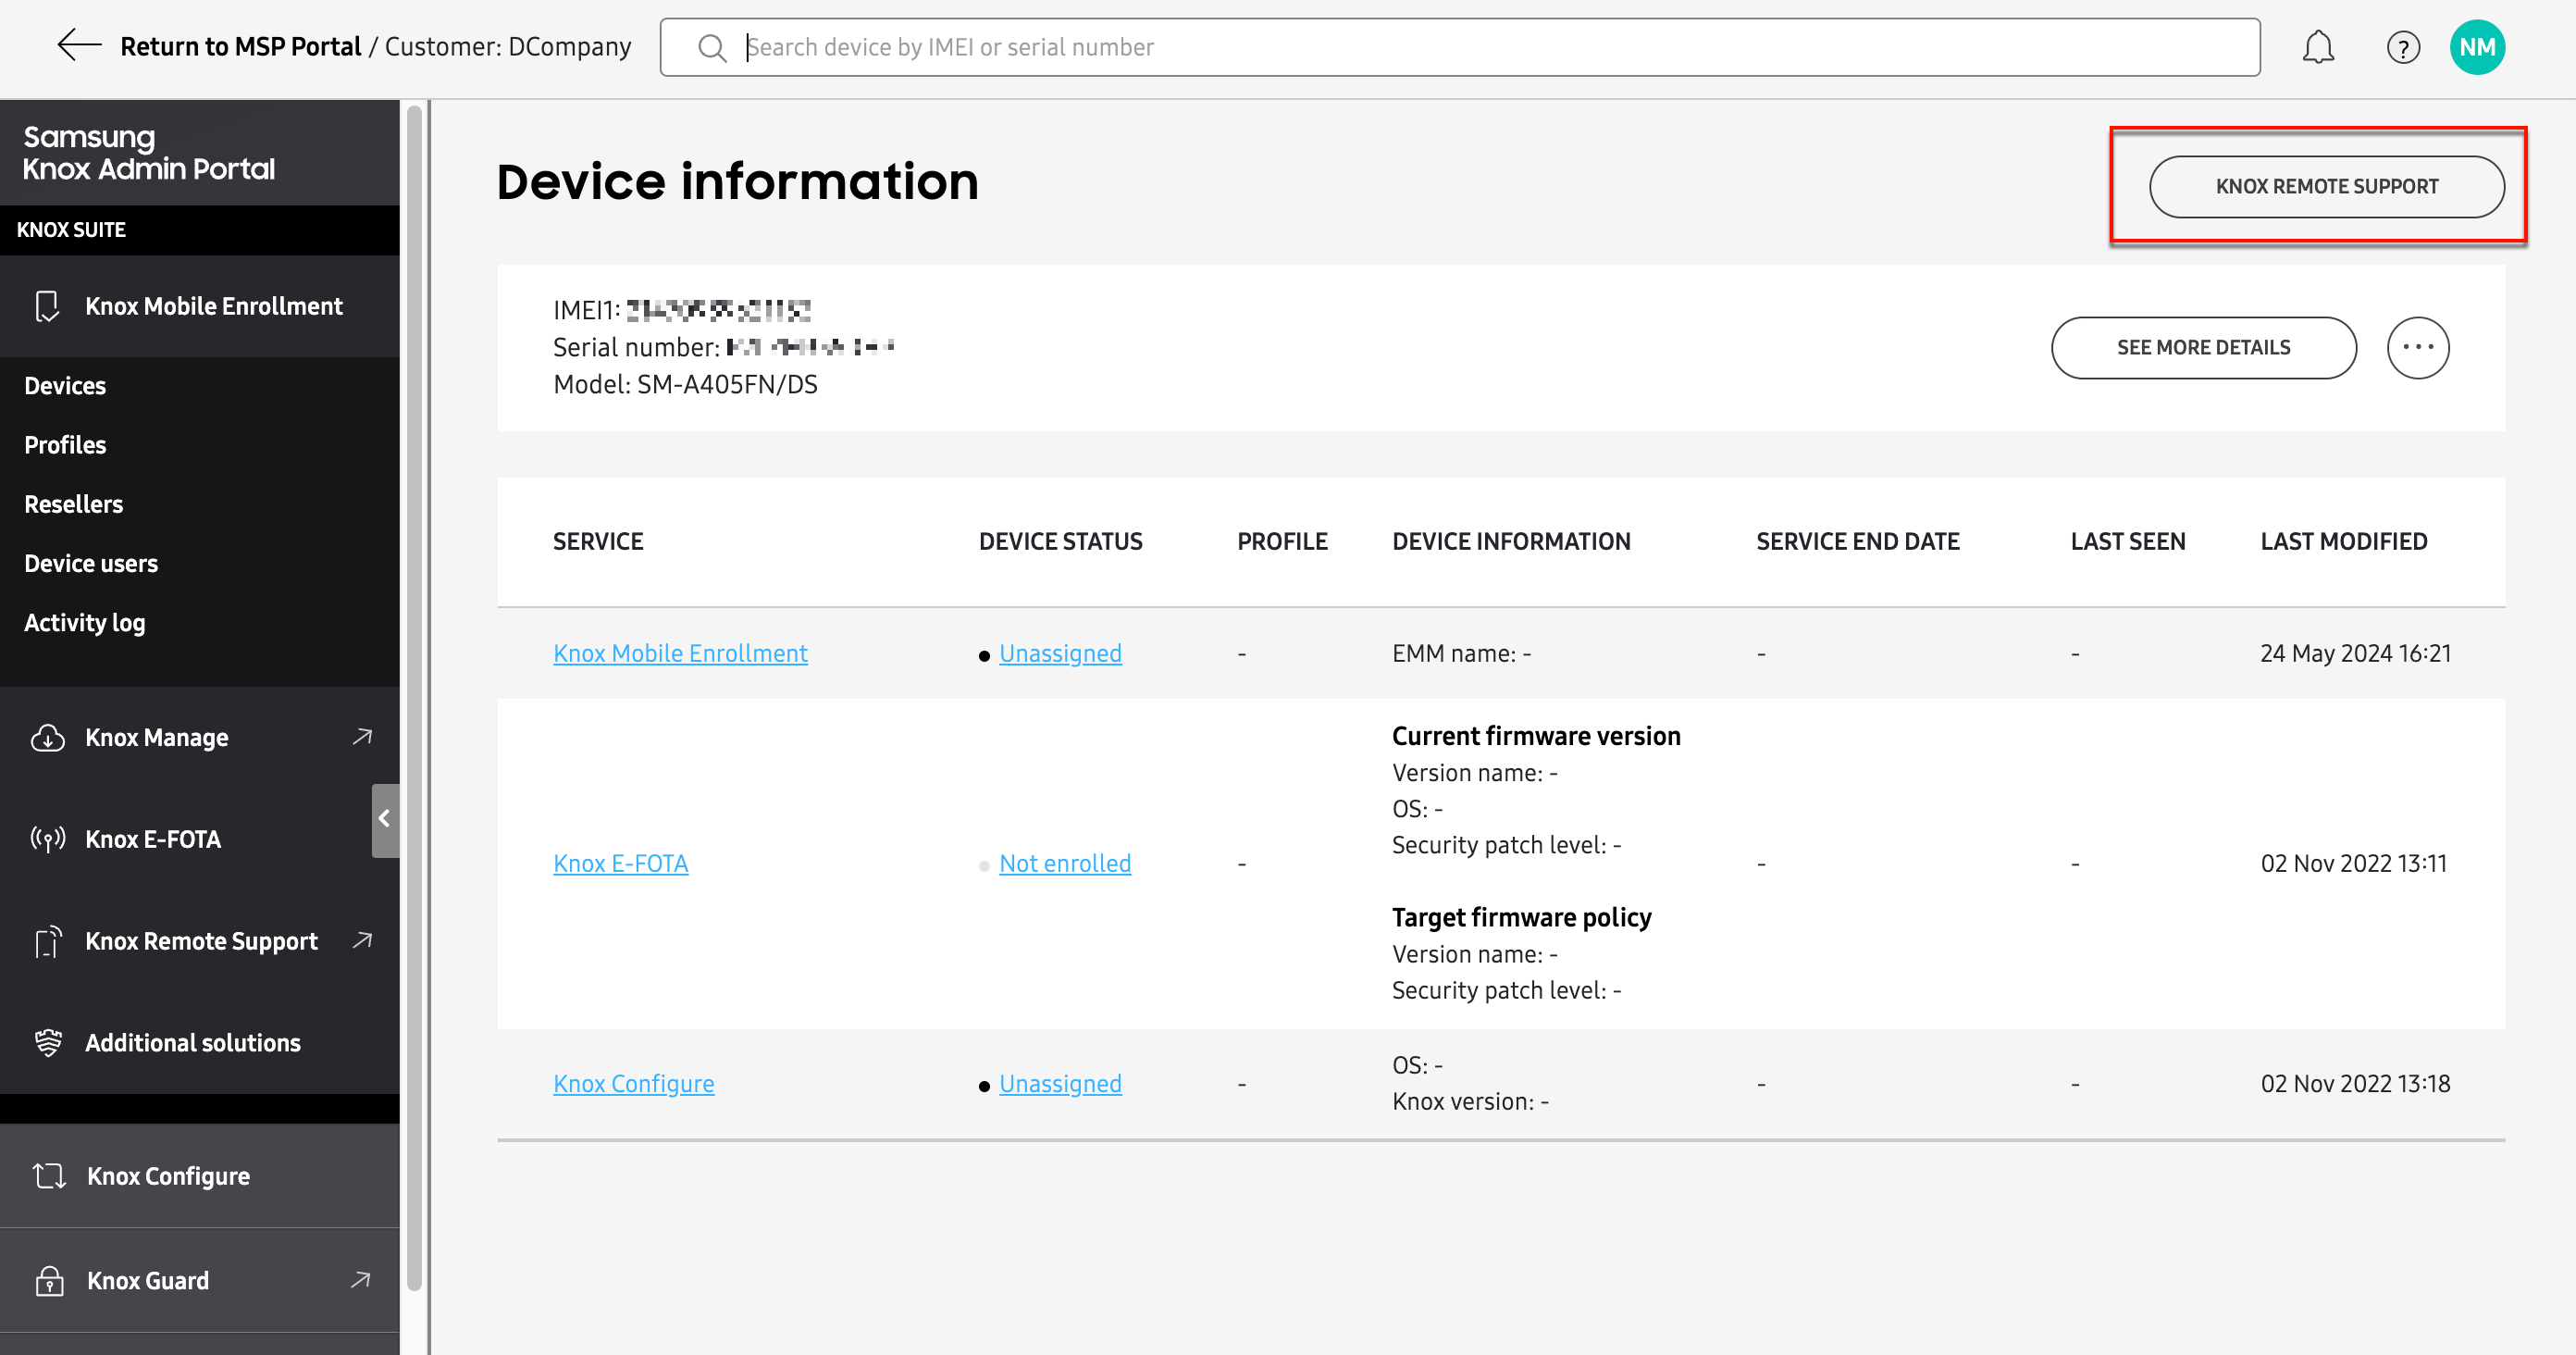 Return to MSP Portal / Customer: DCompany
Search device by IMEI or serial number
?
NM
Samsung
Knox Admin Portal
KNOX SUITE
Knox Mobile Enrollment
Devices
Profiles
Resellers
Device users
Activity log
Knox Manage
Knox E-FOTA
Knox Remote Support
Additional solutions
Knox Configure
Knox Guard
Device information
KNOX REMOTE SUPPORT
IMEI1:
Serial number:
Model: SM-A405FN/DS
SEE MORE DETAILS
SERVICE DEVICE STATUS PROFILE DEVICE INFORMATION SERVICE END DATE LAST SEEN LAST MODIFIED
Knox Mobile Enrollment Unassigned - EMM name: - - - 24 May 2024 16:21
Current firmware version
Version name: -
OS: -
Security patch level: -
Knox E-FOTA Not enrolled - - - 02 Nov 2022 13:11
Target firmware policy
Version name: -
Security patch level: -
OS: -
Knox Configure Unassigned - - - 02 Nov 2022 13:18
Knox version: -